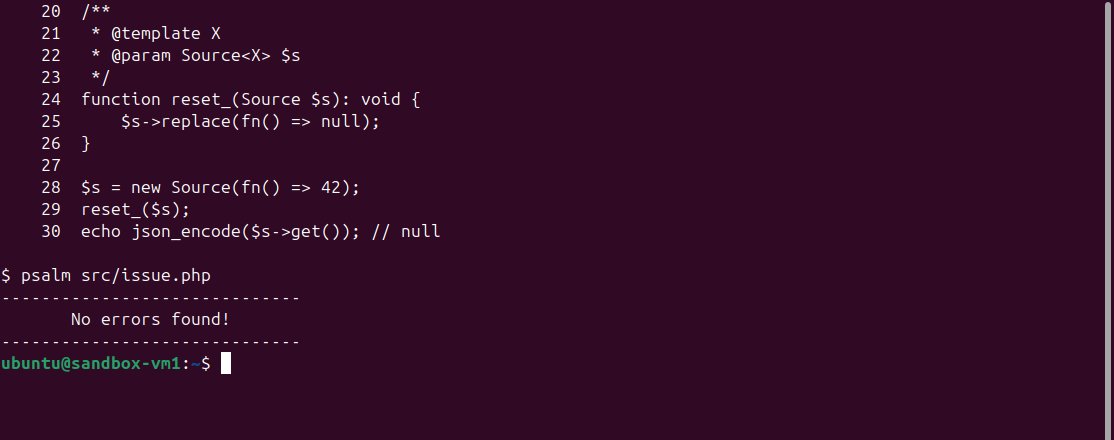 20  /**
21   * @template X
22   * @param Source<X> $s
23   */
24  function reset_(Source $s): void {
25      $s->replace(fn() => null);
26  }
27
28  $s = new Source(fn() => 42);
29  reset_($s);
30  echo json_encode($s->get()); // null
$ psalm src/issue.php
------------------------------
       No errors found!
------------------------------
ubuntu@sandbox-vm1:~$